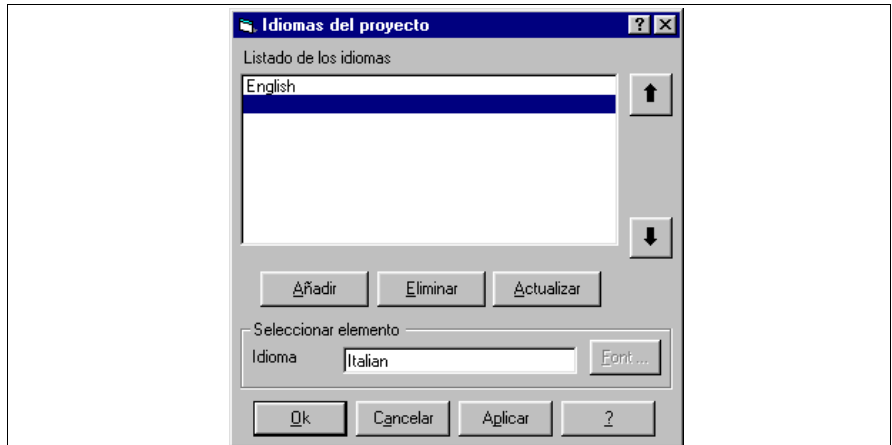 Idiomas del proyecto ? X
Listado de los idiomas
English
Añadir Eliminar Actualizar
Seleccionar elemento
Idioma Italian Font ...
Ok Cancelar Aplicar ?